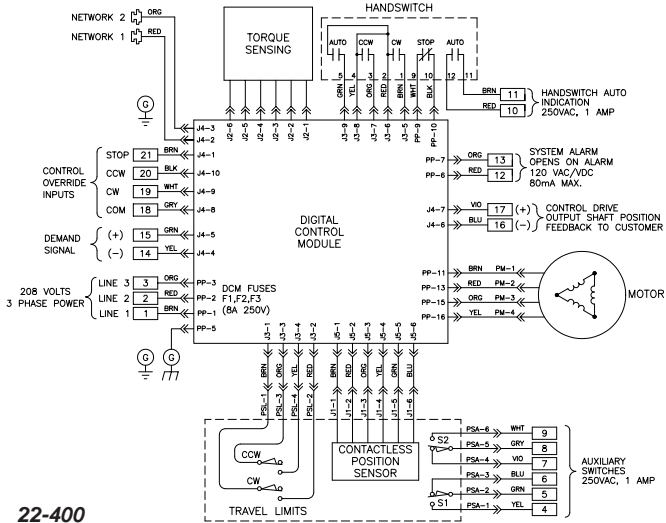 HANDSWITCH
NETWORK 2 ORG
NETWORK 1 RED
TORQUE
SENSING
AUTO CCW CW STOP AUTO
5 4 3 2 1 9 10 12 11
GRN YEL ORG RED BRN WHT BLK
BRN 11
RED 10
HANDSWITCH AUTO
INDICATION
250VAC, 1 AMP
G
J4-3
J4-2
J2-6 J2-5 J2-4 J2-3 J2-2 J2-1
J3-9 J3-8 J3-7 J3-6 J3-5 PP-9 PP-10
CONTROL
OVERRIDE
INPUTS
STOP 21 BRN J4-1
CCW 20 BLK J4-10
CW 19 WHT J4-9
COM 18 GRY J4-8
PP-7 ORG 13
PP-6 RED 12
SYSTEM ALARM
OPENS ON ALARM
120 VAC/VDC
80mA MAX.
DEMAND
SIGNAL
(+) 15 GRN J4-5
(-) 14 YEL J4-4
DIGITAL
CONTROL
MODULE
J4-7 VIO 17 (+)
J4-6 BLU 16 (-)
CONTROL DRIVE
OUTPUT SHAFT POSITION
FEEDBACK TO CUSTOMER
208 VOLTS
3 PHASE POWER
LINE 3 3 ORG PP-3
LINE 2 2 RED PP-2
LINE 1 1 BRN PP-1
PP-5
DCM FUSES
F1,F2,F3
(8A 250V)
PP-11 BRN PM-1
PP-13 RED PM-2
PP-15 ORG PM-3
PP-16 YEL PM-4
MOTOR
G G
J3-1 J3-3 J3-4 J3-2 J5-1 J5-2 J5-3 J5-4 J5-5 J5-6
BRN ORG YEL RED BRN RED ORG YEL GRN BLU
PSL-1 PSL-3 PSL-4 PSL-2 J1-1 J1-2 J1-3 J1-4 J1-5 J1-6
CCW
CW
TRAVEL LIMITS
CONTACTLESS
POSITION
SENSOR
S2
S1
PSA-6 WHT 9
PSA-5 GRY 8
PSA-4 VIO 7
PSA-3 BLU 6
PSA-2 GRN 5
PSA-1 YEL 4
AUXILIARY
SWITCHES
250VAC, 1 AMP
22-400